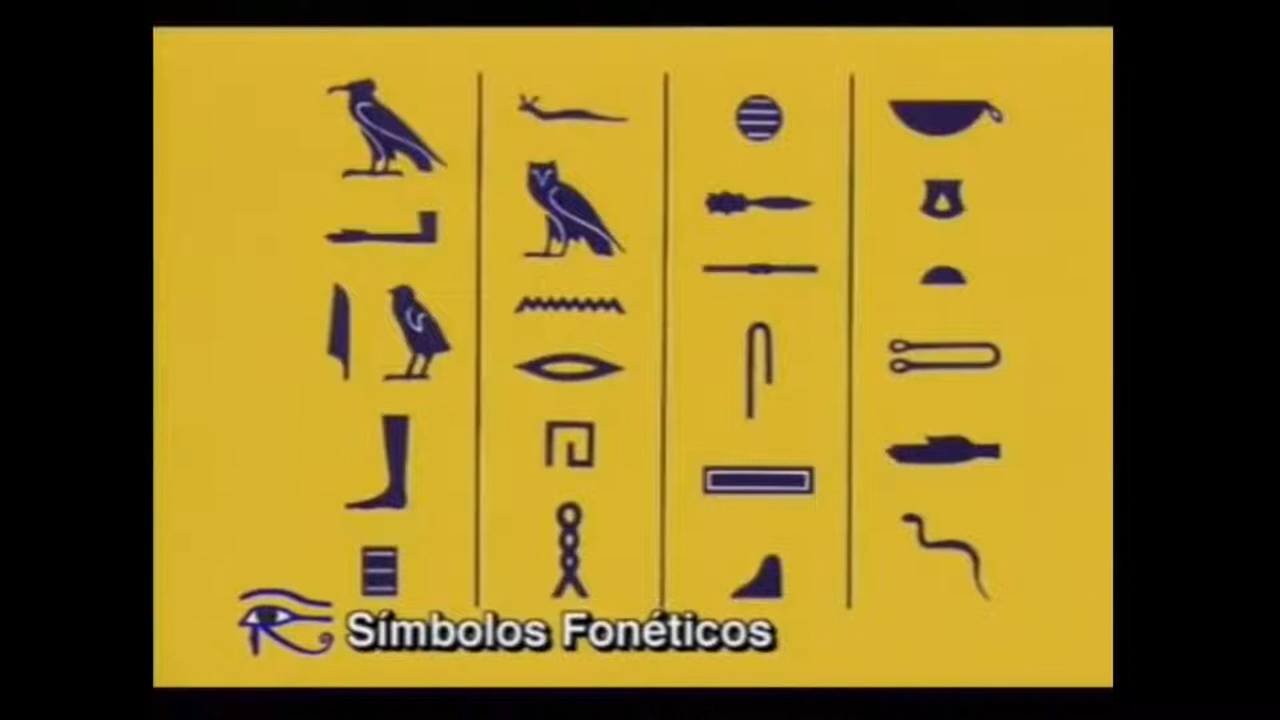 𓄿 𓆑 𓐍 𓎡
𓂝 𓅓 𓄡 𓎼
𓇋 𓅱 𓈖 𓊃 𓏏
𓃀 𓂋 𓋴 𓍿
𓊪 𓉔 𓈙 𓂧
𓎛 𓈎 𓆓
Símbolos Fonéticos